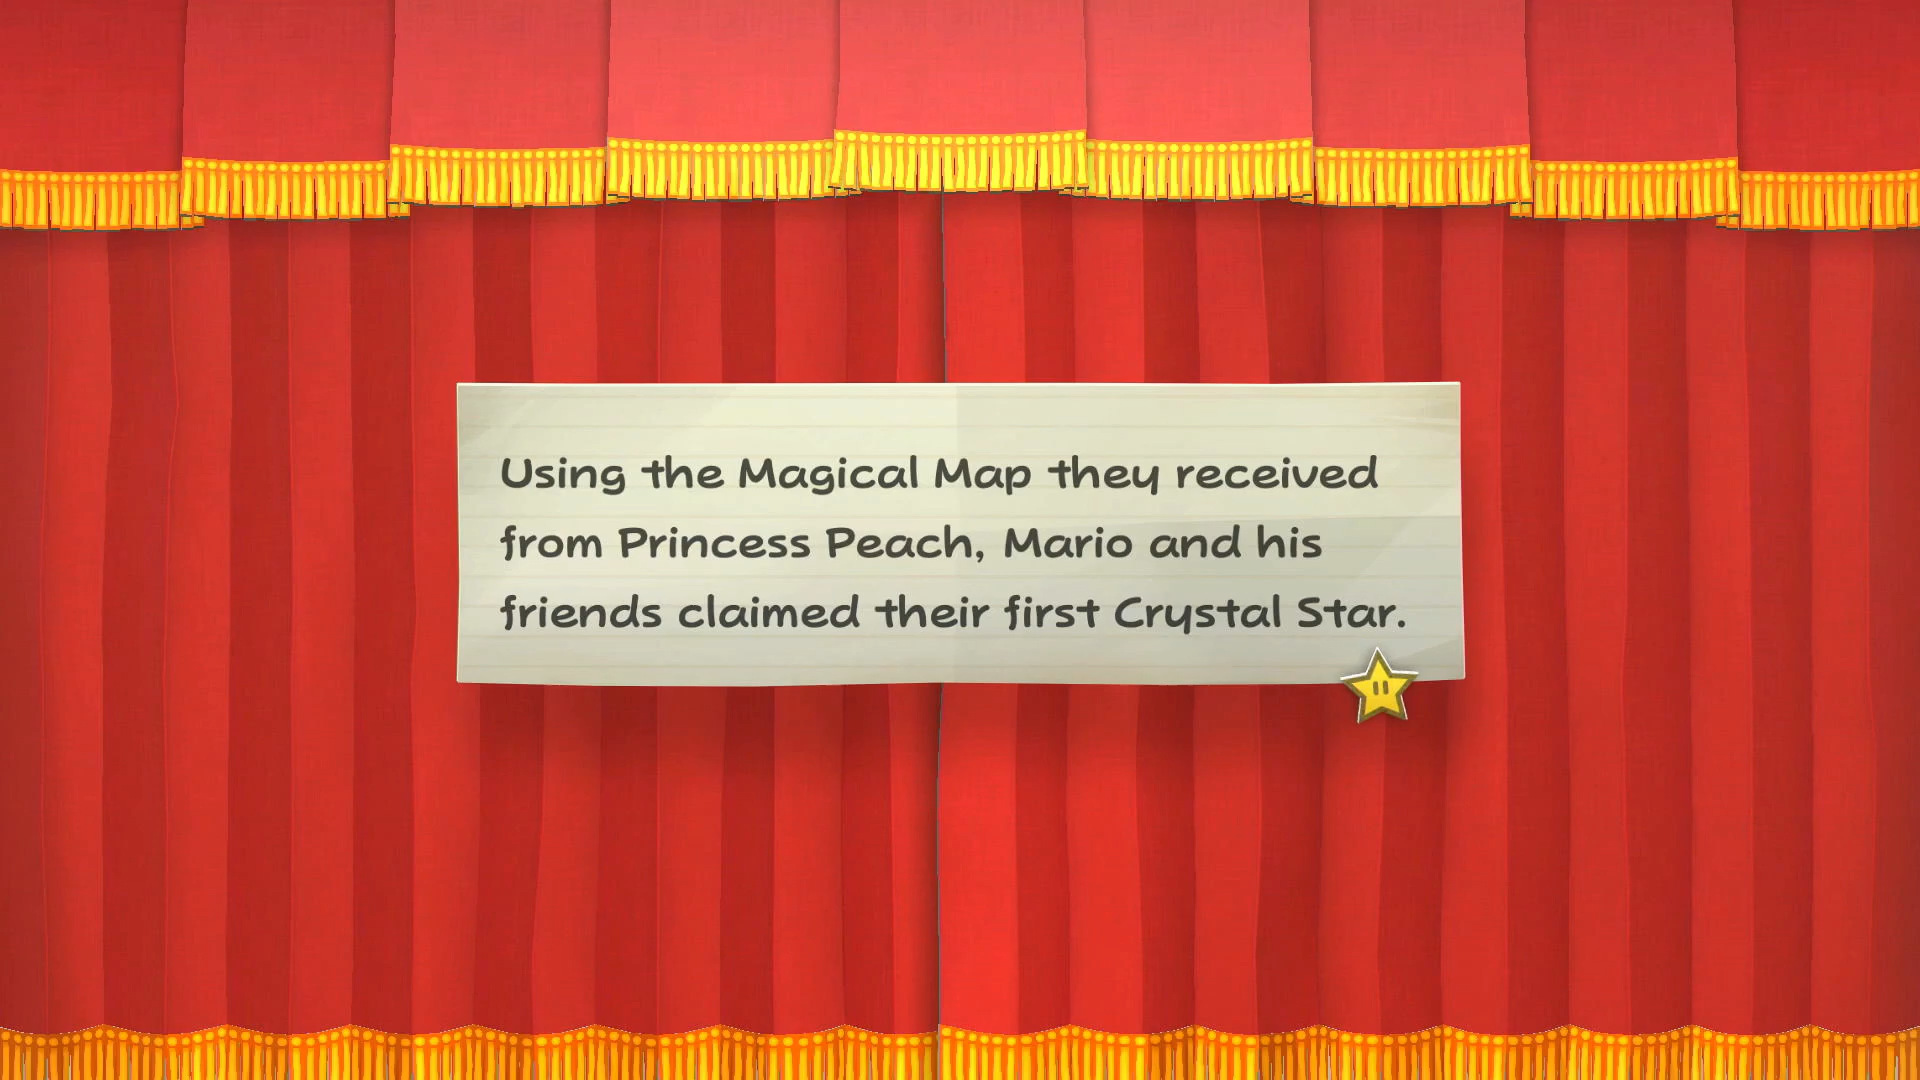 Using the Magical Map they received
from Princess Peach, Mario and his
friends claimed their first Crystal Star.